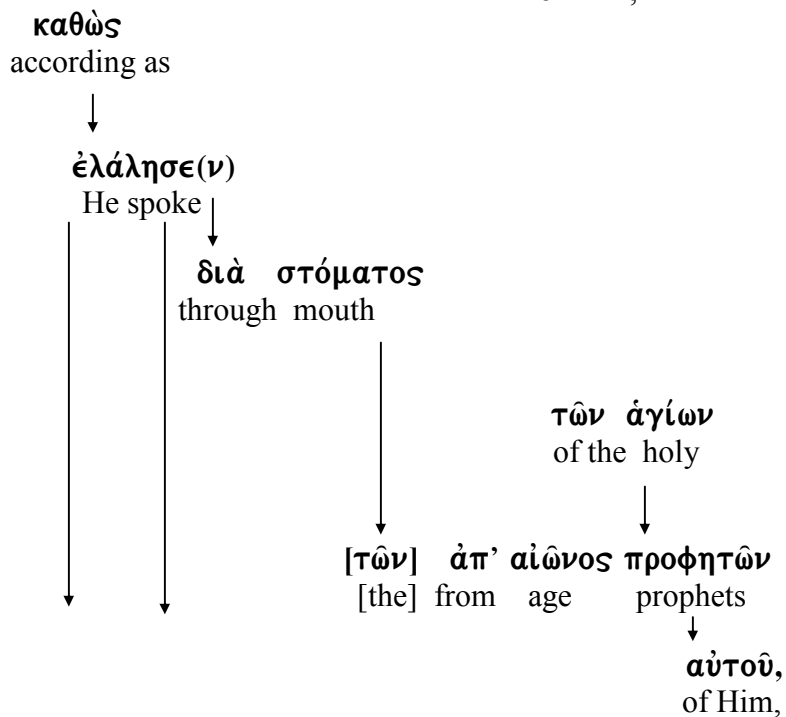 καθὼς
according as
ἐλάλησε(ν)
He spoke
διὰ στόματος
through mouth
τῶν ἁγίων
of the holy
[τῶν] ἀπ’ αἰῶνος προφητῶν
[the] from age prophets
αὐτοῦ,
of Him,